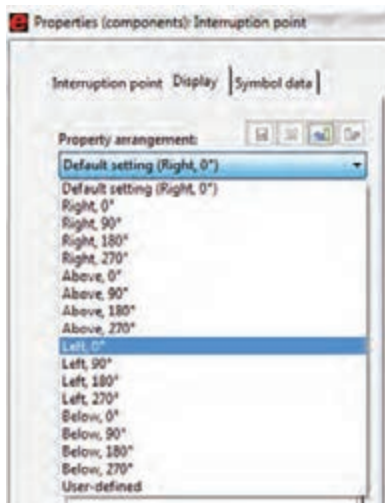 Properties (components): Interruption point
Interruption point Display Symbol data
Property arrangement:
Default setting (Right, 0°)
Default setting (Right, 0°)
Right, 0°
Right, 90°
Right, 180°
Right, 270°
Above, 0°
Above, 90°
Above, 180°
Above, 270°
Left, 0°
Left, 90°
Left, 180°
Left, 270°
Below, 0°
Below, 90°
Below, 180°
Below, 270°
User-defined